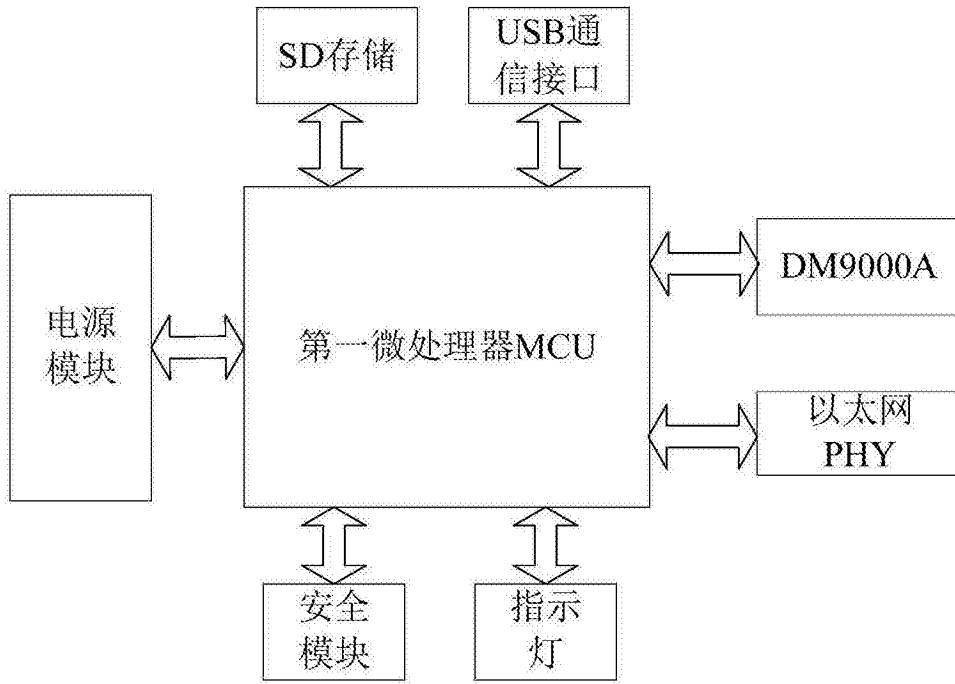 SD存储
USB通
信接口
DM9000A
电源
模块
第一微处理器MCU
以太网
PHY
安全
模块
指示
灯